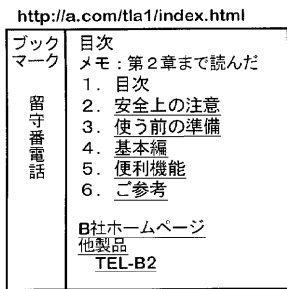 http://a.com/tla1/index.html
ブック
マーク
留守番電話
目次
メモ：第２章まで読んだ
１．目次
２．安全上の注意
３．使う前の準備
４．基本編
５．便利機能
６．ご参考
B社ホームページ
他製品
TEL-B2